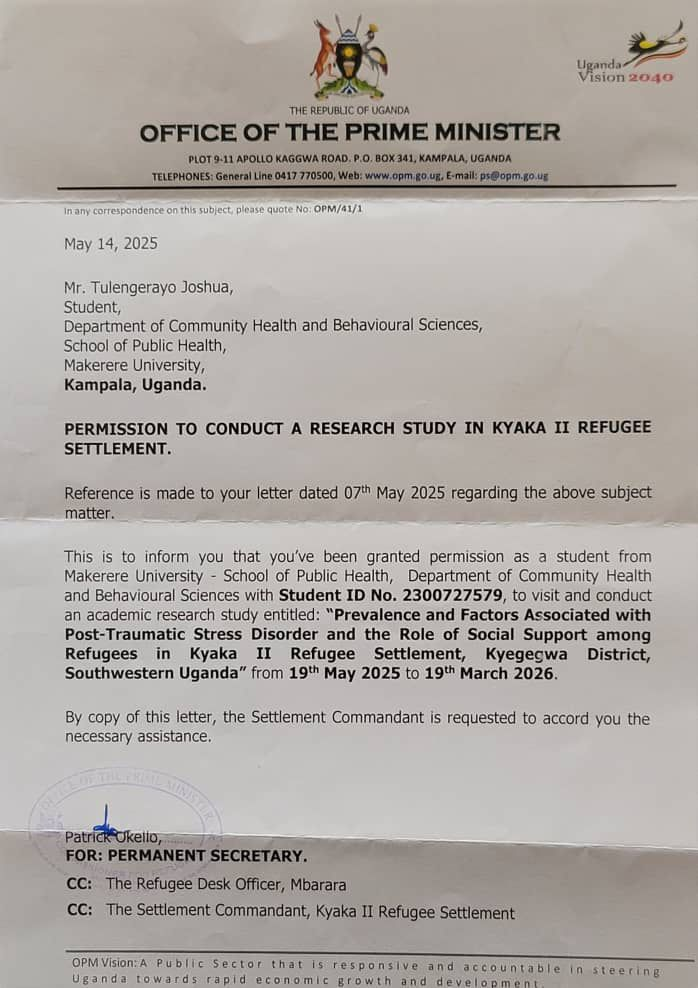 Uganda
Vision 2040
THE REPUBLIC OF UGANDA
OFFICE OF THE PRIME MINISTER
PLOT 9-11 APOLLO KAGGWA ROAD. P.O. BOX 341, KAMPALA, UGANDA
TELEPHONES: General Line 0417 770500, Web: www.opm.go.ug, E-mail: ps@opm.go.ug
In any correspondence on this subject, please quote No: OPM/41/1
May 14, 2025
Mr. Tulengerayo Joshua,
Student,
Department of Community Health and Behavioural Sciences,
School of Public Health,
Makerere University,
Kampala, Uganda.
PERMISSION TO CONDUCT A RESEARCH STUDY IN KYAKA II REFUGEE
SETTLEMENT.
Reference is made to your letter dated 07th May 2025 regarding the above subject
matter.
This is to inform you that you've been granted permission as a student from
Makerere University - School of Public Health, Department of Community Health
and Behavioural Sciences with Student ID No. 2300727579, to visit and conduct
an academic research study entitled: "Prevalence and Factors Associated with
Post-Traumatic Stress Disorder and the Role of Social Support among
Refugees in Kyaka II Refugee Settlement, Kyegegwa District,
Southwestern Uganda" from 19th May 2025 to 19th March 2026.
By copy of this letter, the Settlement Commandant is requested to accord you the
necessary assistance.
OFFICE OF THE PRIME MINISTER
Patrick Okello,
FOR: PERMANENT SECRETARY.
CC: The Refugee Desk Officer, Mbarara
CC: The Settlement Commandant, Kyaka II Refugee Settlement
OPM Vision: A Public Sector that is responsive and accountable in steering
Uganda towards rapid economic growth and development.